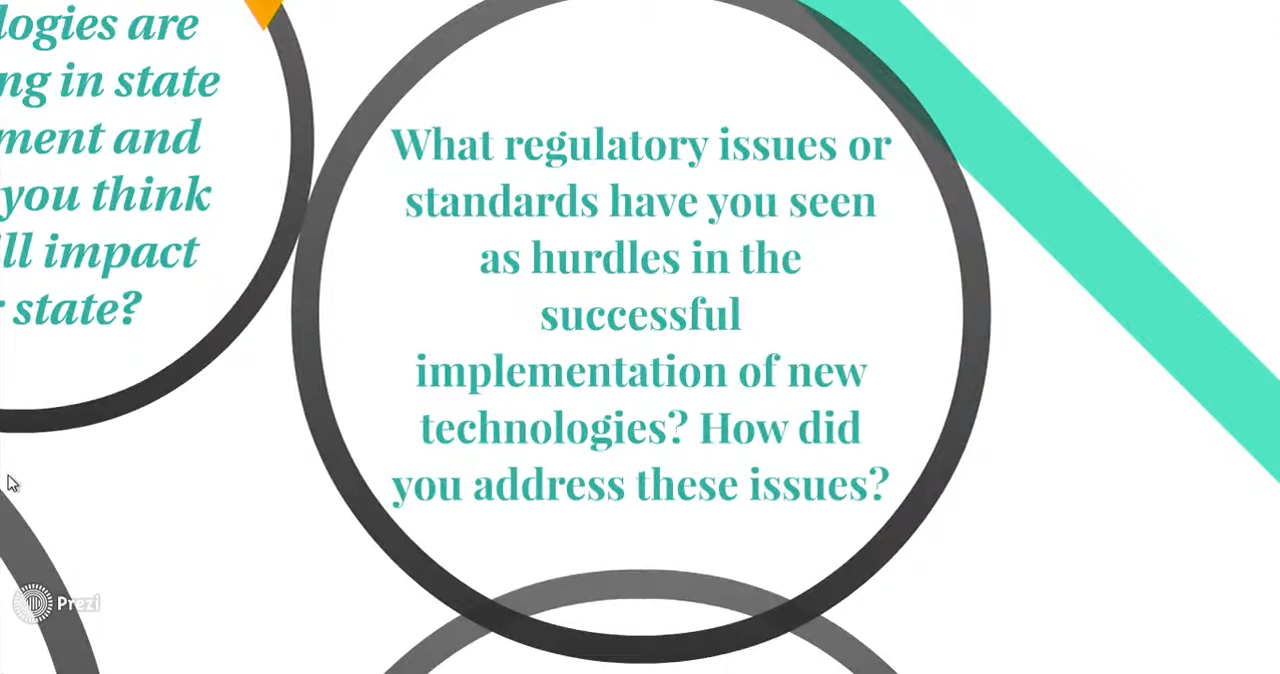 logies are
ng in state
ment and
you think
ll impact
state?
What regulatory issues or
standards have you seen
as hurdles in the
successful
implementation of new
technologies? How did
you address these issues?
Prezi